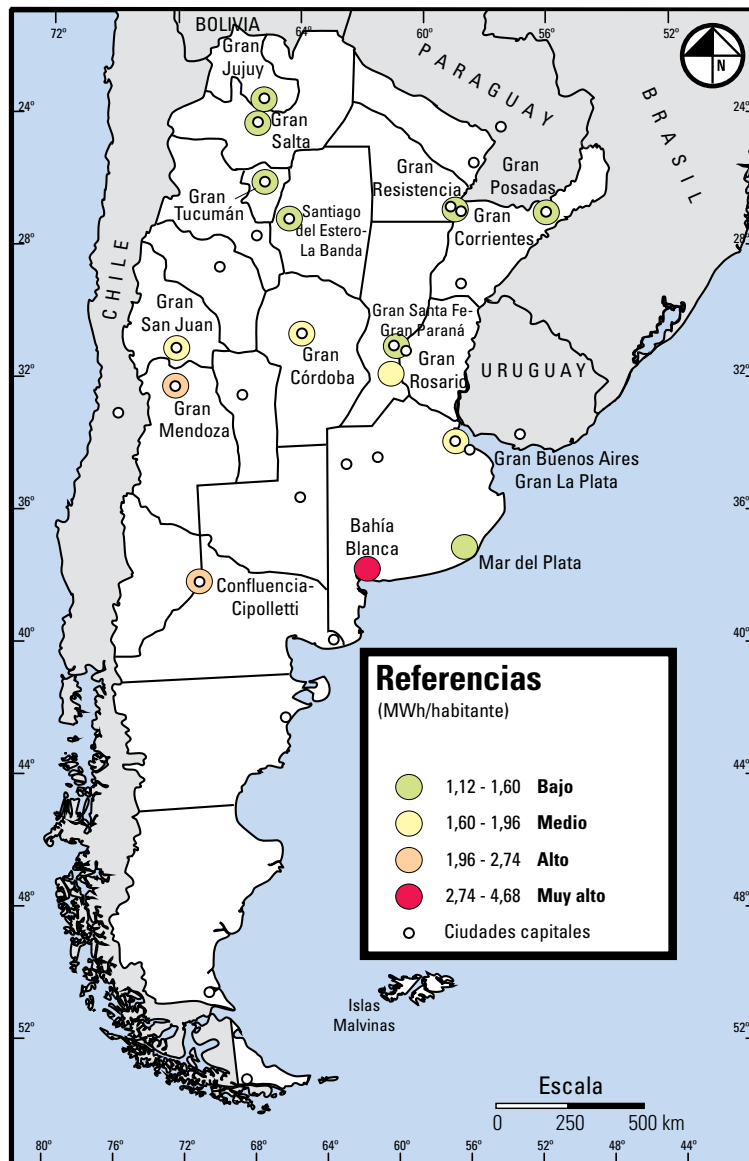 72°
BOLIVIA
64°
60°
56°
52°
N
Gran
Jujuy
PARAGUAY
BRASIL
24°
24°
Gran
Salta
Gran
Resistencia
Gran
Posadas
Gran
Tucumán
Santiago
del Estero-
La Banda
Gran
Corrientes
28°
28°
CHILE
Gran
San Juan
Gran Santa Fe-
Gran Paraná
Gran
Córdoba
Gran
Rosario
URUGUAY
32°
32°
Gran
Mendoza
Gran Buenos Aires
Gran La Plata
36°
36°
Bahía
Blanca
Mar del Plata
Confluencia-
Cipolletti
40°
40°
Referencias
(MWh/habitante)
1,12 - 1,60 Bajo
1,60 - 1,96 Medio
1,96 - 2,74 Alto
2,74 - 4,68 Muy alto
Ciudades capitales
44°
44°
48°
48°
Islas
Malvinas
52°
52°
Escala
0 250 500 km
80°
76°
72°
68°
64°
60°
56°
52°
48°
44°